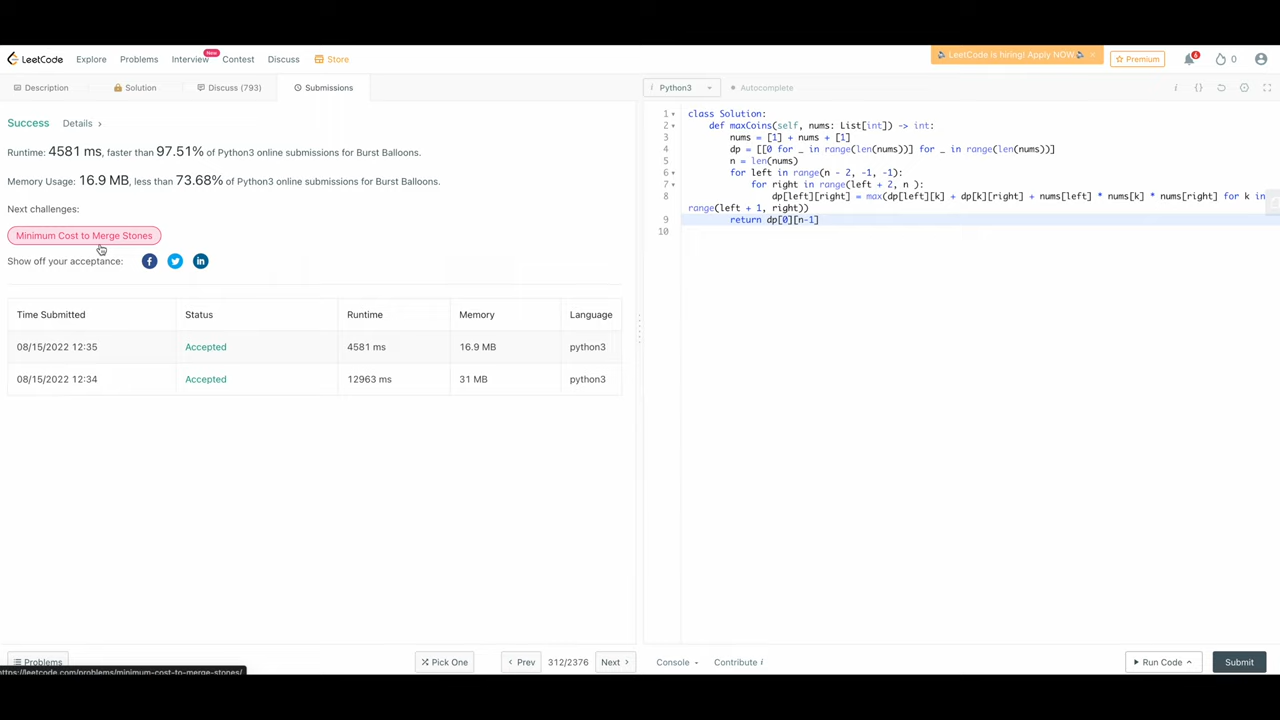 LeetCode Explore Problems Interview New Contest Discuss Store LeetCode is hiring! Apply NOW. Premium 0
Description Solution Discuss (793) Submissions
Success Details ›
Runtime: 4581 ms, faster than 97.51% of Python3 online submissions for Burst Balloons.
Memory Usage: 16.9 MB, less than 73.68% of Python3 online submissions for Burst Balloons.
Next challenges:
Minimum Cost to Merge Stones
Show off your acceptance:
Time Submitted Status Runtime Memory Language
08/15/2022 12:35 Accepted 4581 ms 16.9 MB python3
08/15/2022 12:34 Accepted 12963 ms 31 MB python3
i Python3 Autocomplete i {}
1 class Solution:
2 def maxCoins(self, nums: List[int]) -> int:
3 nums = [1] + nums + [1]
4 dp = [[0 for _ in range(len(nums))] for _ in range(len(nums))]
5 n = len(nums)
6 for left in range(n - 2, -1, -1):
7 for right in range(left + 2, n ):
8 dp[left][right] = max(dp[left][k] + dp[k][right] + nums[left] * nums[k] * nums[right] for k in
range(left + 1, right))
9 return dp[0][n-1]
10
Problems Pick One Prev 312/2376 Next Console Contribute i Run Code Submit
https://leetcode.com/problems/minimum-cost-to-merge-stones/